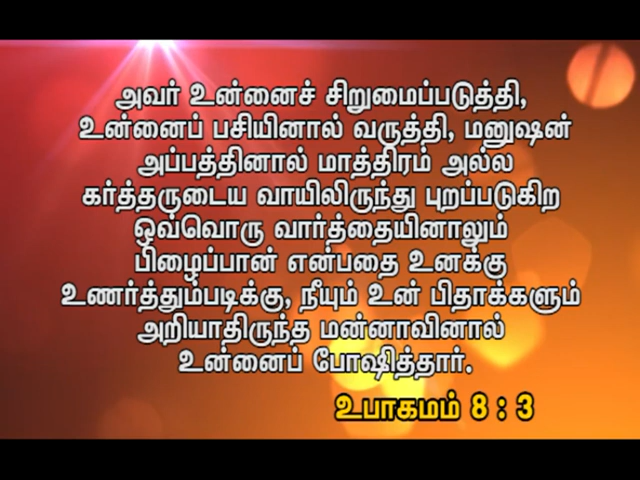 அவர் உன்னைச் சிறுமைப்படுத்தி,
உன்னைப் பசியினால் வருத்தி, மனுஷன்
அப்பத்தினால் மாத்திரம் அல்ல
கர்த்தருடைய வாயிலிருந்து புறப்படுகிற
ஒவ்வொரு வார்த்தையினாலும்
பிழைப்பான் என்பதை உனக்கு
உணர்த்தும்படிக்கு, நீயும் உன் பிதாக்களும்
அறியாதிருந்த மன்னாவினால்
உன்னைப் போஷித்தார்.
உபாகமம் 8 : 3